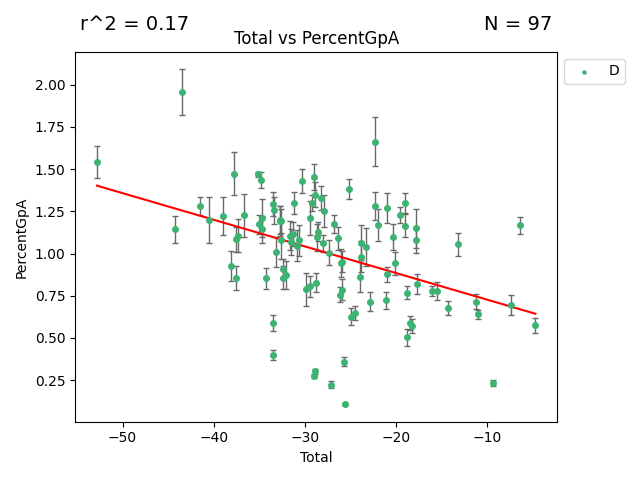 r^2 = 0.17
N = 97
Total vs PercentGpA
D
2.00
1.75
1.50
1.25
1.00
0.75
0.50
0.25
PercentGpA
−50
−40
−30
−20
−10
Total